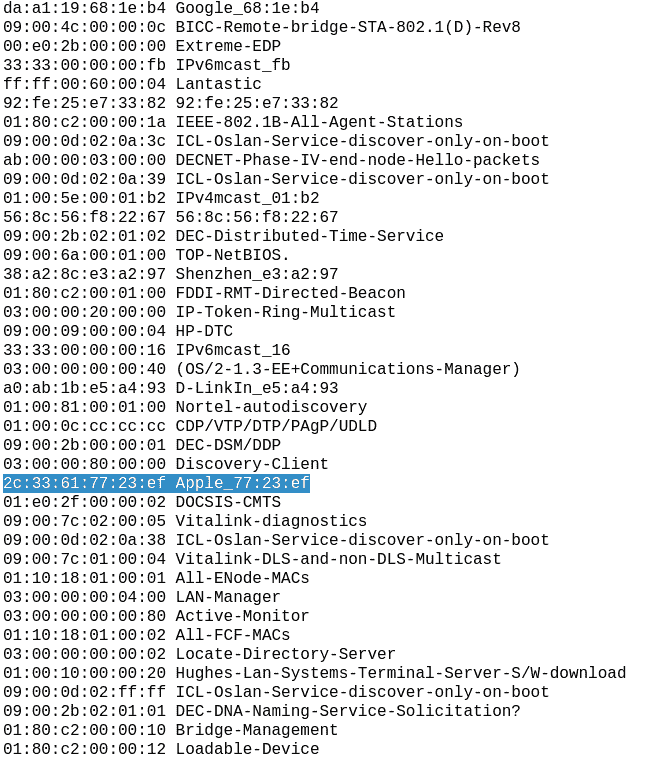 da:a1:19:68:1e:b4 Google_68:1e:b4
09:00:4c:00:00:0c BICC-Remote-bridge-STA-802.1(D)-Rev8
00:e0:2b:00:00:00 Extreme-EDP
33:33:00:00:00:fb IPv6mcast_fb
ff:ff:00:60:00:04 Lantastic
92:fe:25:e7:33:82 92:fe:25:e7:33:82
01:80:c2:00:00:1a IEEE-802.1B-All-Agent-Stations
09:00:0d:02:0a:3c ICL-Oslan-Service-discover-only-on-boot
ab:00:00:03:00:00 DECNET-Phase-IV-end-node-Hello-packets
09:00:0d:02:0a:39 ICL-Oslan-Service-discover-only-on-boot
01:00:5e:00:01:b2 IPv4mcast_01:b2
56:8c:56:f8:22:67 56:8c:56:f8:22:67
09:00:2b:02:01:02 DEC-Distributed-Time-Service
09:00:6a:00:01:00 TOP-NetBIOS.
38:a2:8c:e3:a2:97 Shenzhen_e3:a2:97
01:80:c2:00:01:00 FDDI-RMT-Directed-Beacon
03:00:00:20:00:00 IP-Token-Ring-Multicast
09:00:09:00:00:04 HP-DTC
33:33:00:00:00:16 IPv6mcast_16
03:00:00:00:00:40 (OS/2-1.3-EE+Communications-Manager)
a0:ab:1b:e5:a4:93 D-LinkIn_e5:a4:93
01:00:81:00:01:00 Nortel-autodiscovery
01:00:0c:cc:cc:cc CDP/VTP/DTP/PAgP/UDLD
09:00:2b:00:00:01 DEC-DSM/DDP
03:00:00:80:00:00 Discovery-Client
2c:33:61:77:23:ef Apple_77:23:ef
01:e0:2f:00:00:02 DOCSIS-CMTS
09:00:7c:02:00:05 Vitalink-diagnostics
09:00:0d:02:0a:38 ICL-Oslan-Service-discover-only-on-boot
09:00:7c:01:00:04 Vitalink-DLS-and-non-DLS-Multicast
01:10:18:01:00:01 All-ENode-MACs
03:00:00:00:04:00 LAN-Manager
03:00:00:00:00:80 Active-Monitor
01:10:18:01:00:02 All-FCF-MACs
03:00:00:00:00:02 Locate-Directory-Server
01:00:10:00:00:20 Hughes-Lan-Systems-Terminal-Server-S/W-download
09:00:0d:02:ff:ff ICL-Oslan-Service-discover-only-on-boot
09:00:2b:02:01:01 DEC-DNA-Naming-Service-Solicitation?
01:80:c2:00:00:10 Bridge-Management
01:80:c2:00:00:12 Loadable-Device